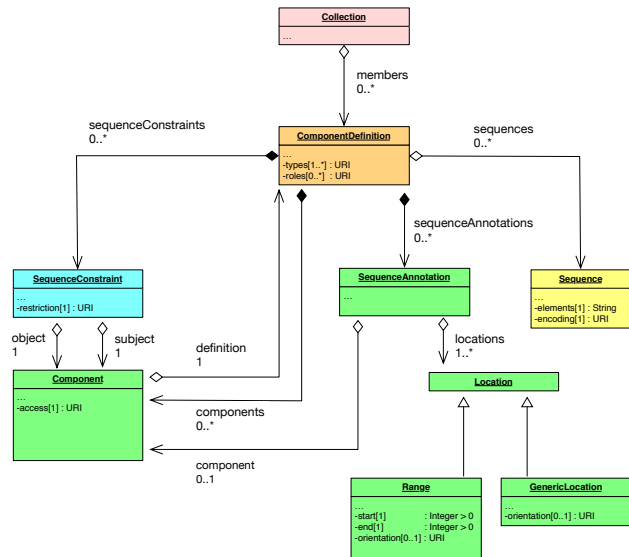 Collection
...
members
0..*
sequenceConstraints
0..*
ComponentDefinition
...
-types[1..*] : URI
-roles[0..*] : URI
sequences
0..*
sequenceAnnotations
0..*
SequenceConstraint
...
-restriction[1] : URI
SequenceAnnotation
...
Sequence
...
-elements[1] : String
-encoding[1] : URI
object
1
subject
1
definition
1
locations
1..*
Component
...
-access[1] : URI
Location
components
0..*
component
0..1
Range
...
-start[1] : Integer > 0
-end[1] : Integer > 0
-orientation[0..1] : URI
GenericLocation
...
-orientation[0..1] : URI